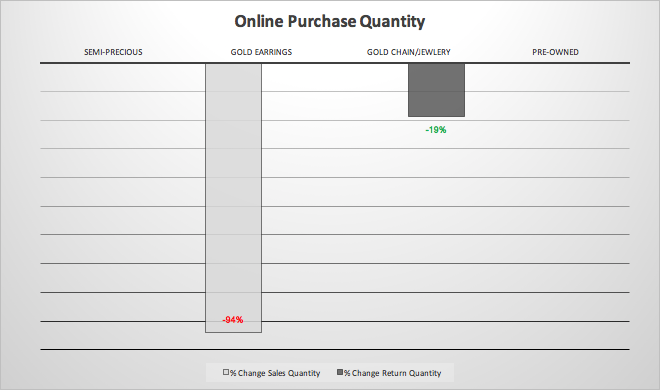 Online Purchase Quantity
SEMI-PRECIOUS GOLD EARRINGS GOLD CHAIN/JEWLERY PRE-OWNED
-19%
-94%
% Change Sales Quantity % Change Return Quantity